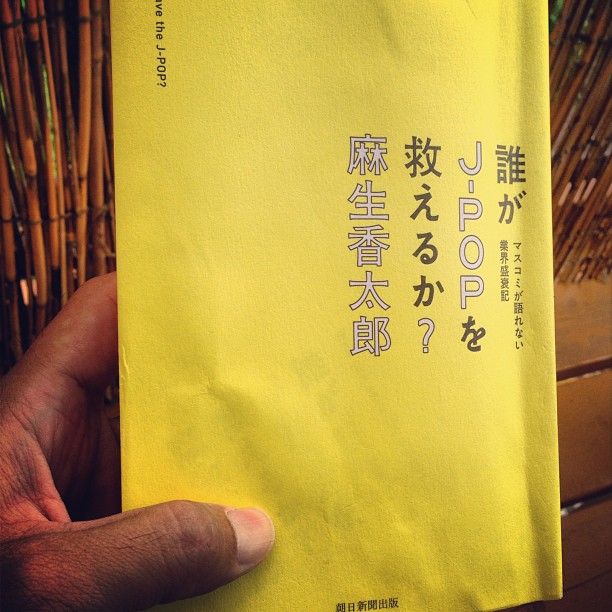 誰が
J-POPを
救えるか?
マスコミが語れない
業界盛衰記
麻生香太郎
ave the J-POP?
朝日新聞出版